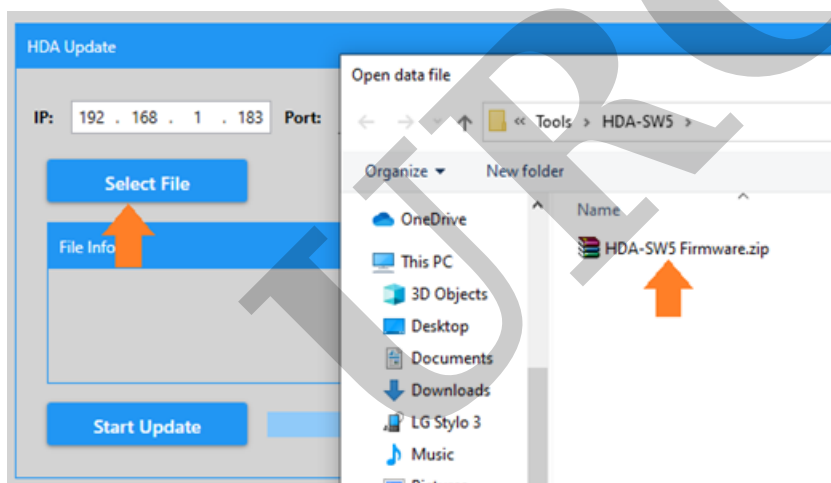 HDA Update
IP: 192 . 168 . 1 . 183 Port:
Select File
File Info
Start Update
Open data file
« Tools › HDA-SW5 ›
Organize New folder
OneDrive
This PC
3D Objects
Desktop
Documents
Downloads
LG Stylo 3
Music
Name
HDA-SW5 Firmware.zip
URC